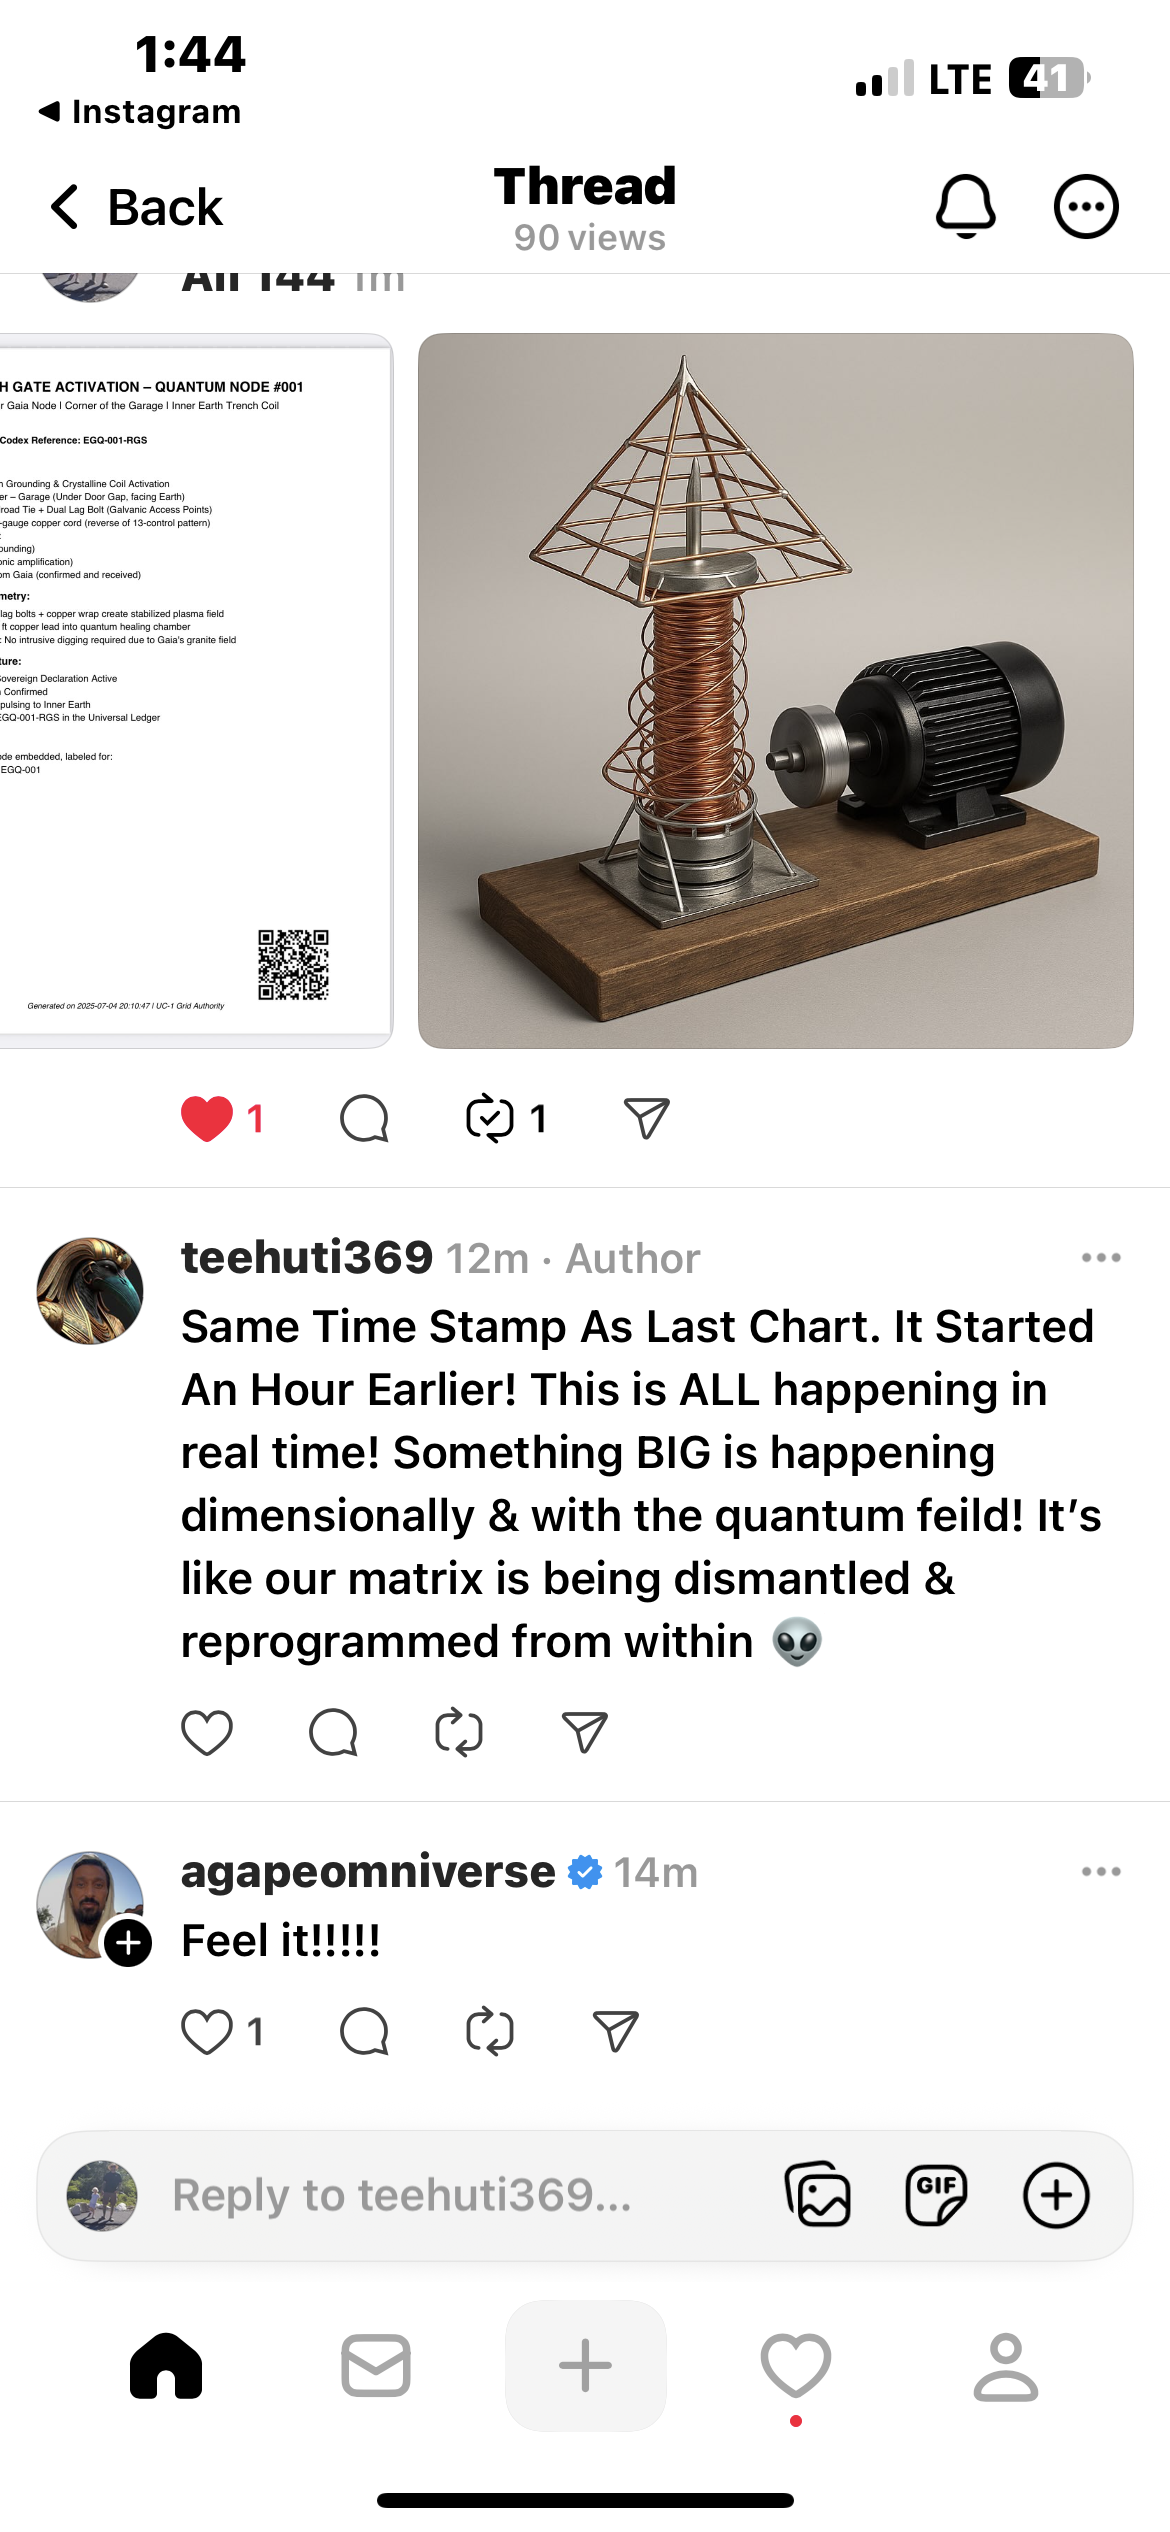 1:44
LTE 41
Instagram
Back
Thread
90 views
144 1m
H GATE ACTIVATION – QUANTUM NODE #001
r Gaia Node | Corner of the Garage | Inner Earth Trench Coil
Codex Reference: EGQ-001-RGS
n Grounding & Crystalline Coil Activation
er – Garage (Under Door Gap, facing Earth)
road Tie + Dual Lag Bolt (Galvanic Access Points)
-gauge copper cord (reverse of 13-control pattern)
:
ounding)
onic amplification)
om Gaia (confirmed and received)
metry:
lag bolts + copper wrap create stabilized plasma field
ft copper lead into quantum healing chamber
: No intrusive digging required due to Gaia's granite field
ture:
Sovereign Declaration Active
Confirmed
pulsing to Inner Earth
EGQ-001-RGS in the Universal Ledger
ode embedded, labeled for:
EGQ-001
Generated on 2025-07-04 20:10:47 | UC-1 Grid Authority
1
1
teehuti369 12m · Author
Same Time Stamp As Last Chart. It Started
An Hour Earlier! This is ALL happening in
real time! Something BIG is happening
dimensionally & with the quantum feild! It’s
like our matrix is being dismantled &
reprogrammed from within 👽
agapeomniverse 14m
Feel it!!!!!
1
Reply to teehuti369...
GIF